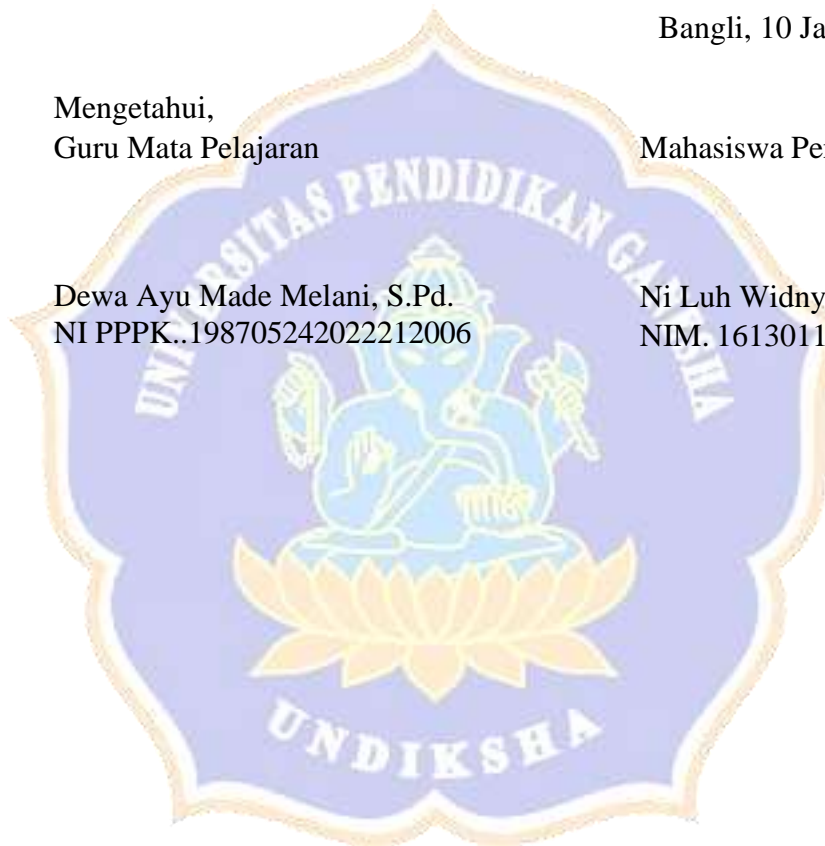 Bangli, 10 Ja
Mengetahui,
Guru Mata Pelajaran
Mahasiswa Pe
Dewa Ayu Made Melani, S.Pd.
NI PPPK..198705242022212006
Ni Luh Widny
NIM. 1613011
UNIVERSITAS PENDIDIKAN GANESHA
UNDIKSHA